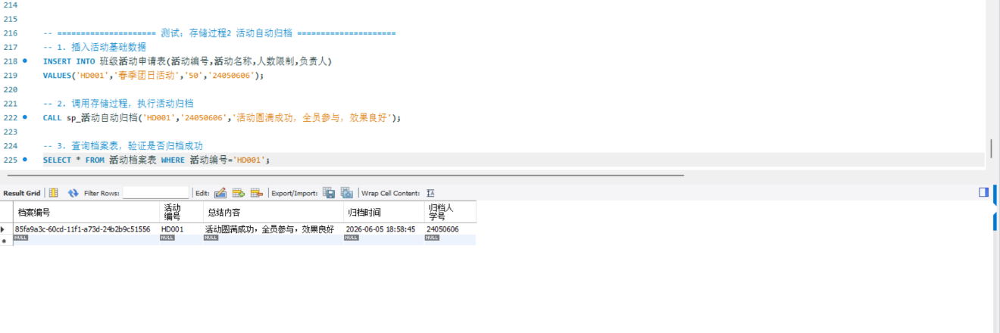 214
215
216 -- ===================== 测试：存储过程2 活动自动归档 =====================
217 -- 1. 插入活动基础数据
218 INSERT INTO 班级活动申请表(活动编号,活动名称,人数限制,负责人)
219 VALUES('HD001','春季团日活动','50','24050606');
220
221 -- 2. 调用存储过程，执行活动归档
222 CALL sp_活动自动归档('HD001','24050606','活动圆满成功，全员参与，效果良好');
223
224 -- 3. 查询档案表，验证是否归档成功
225 SELECT * FROM 活动档案表 WHERE 活动编号='HD001';
Result Grid Filter Rows: Edit: Export/Import: Wrap Cell Content:
档案编号 活动编号 总结内容 归档时间 归档人学号
85fa9a3c-60cd-11f1-a73d-24b2b9c51556 HD001 活动圆满成功，全员参与，效果良好 2026-06-05 18:58:45 24050606
NULL NULL NULL NULL NULL